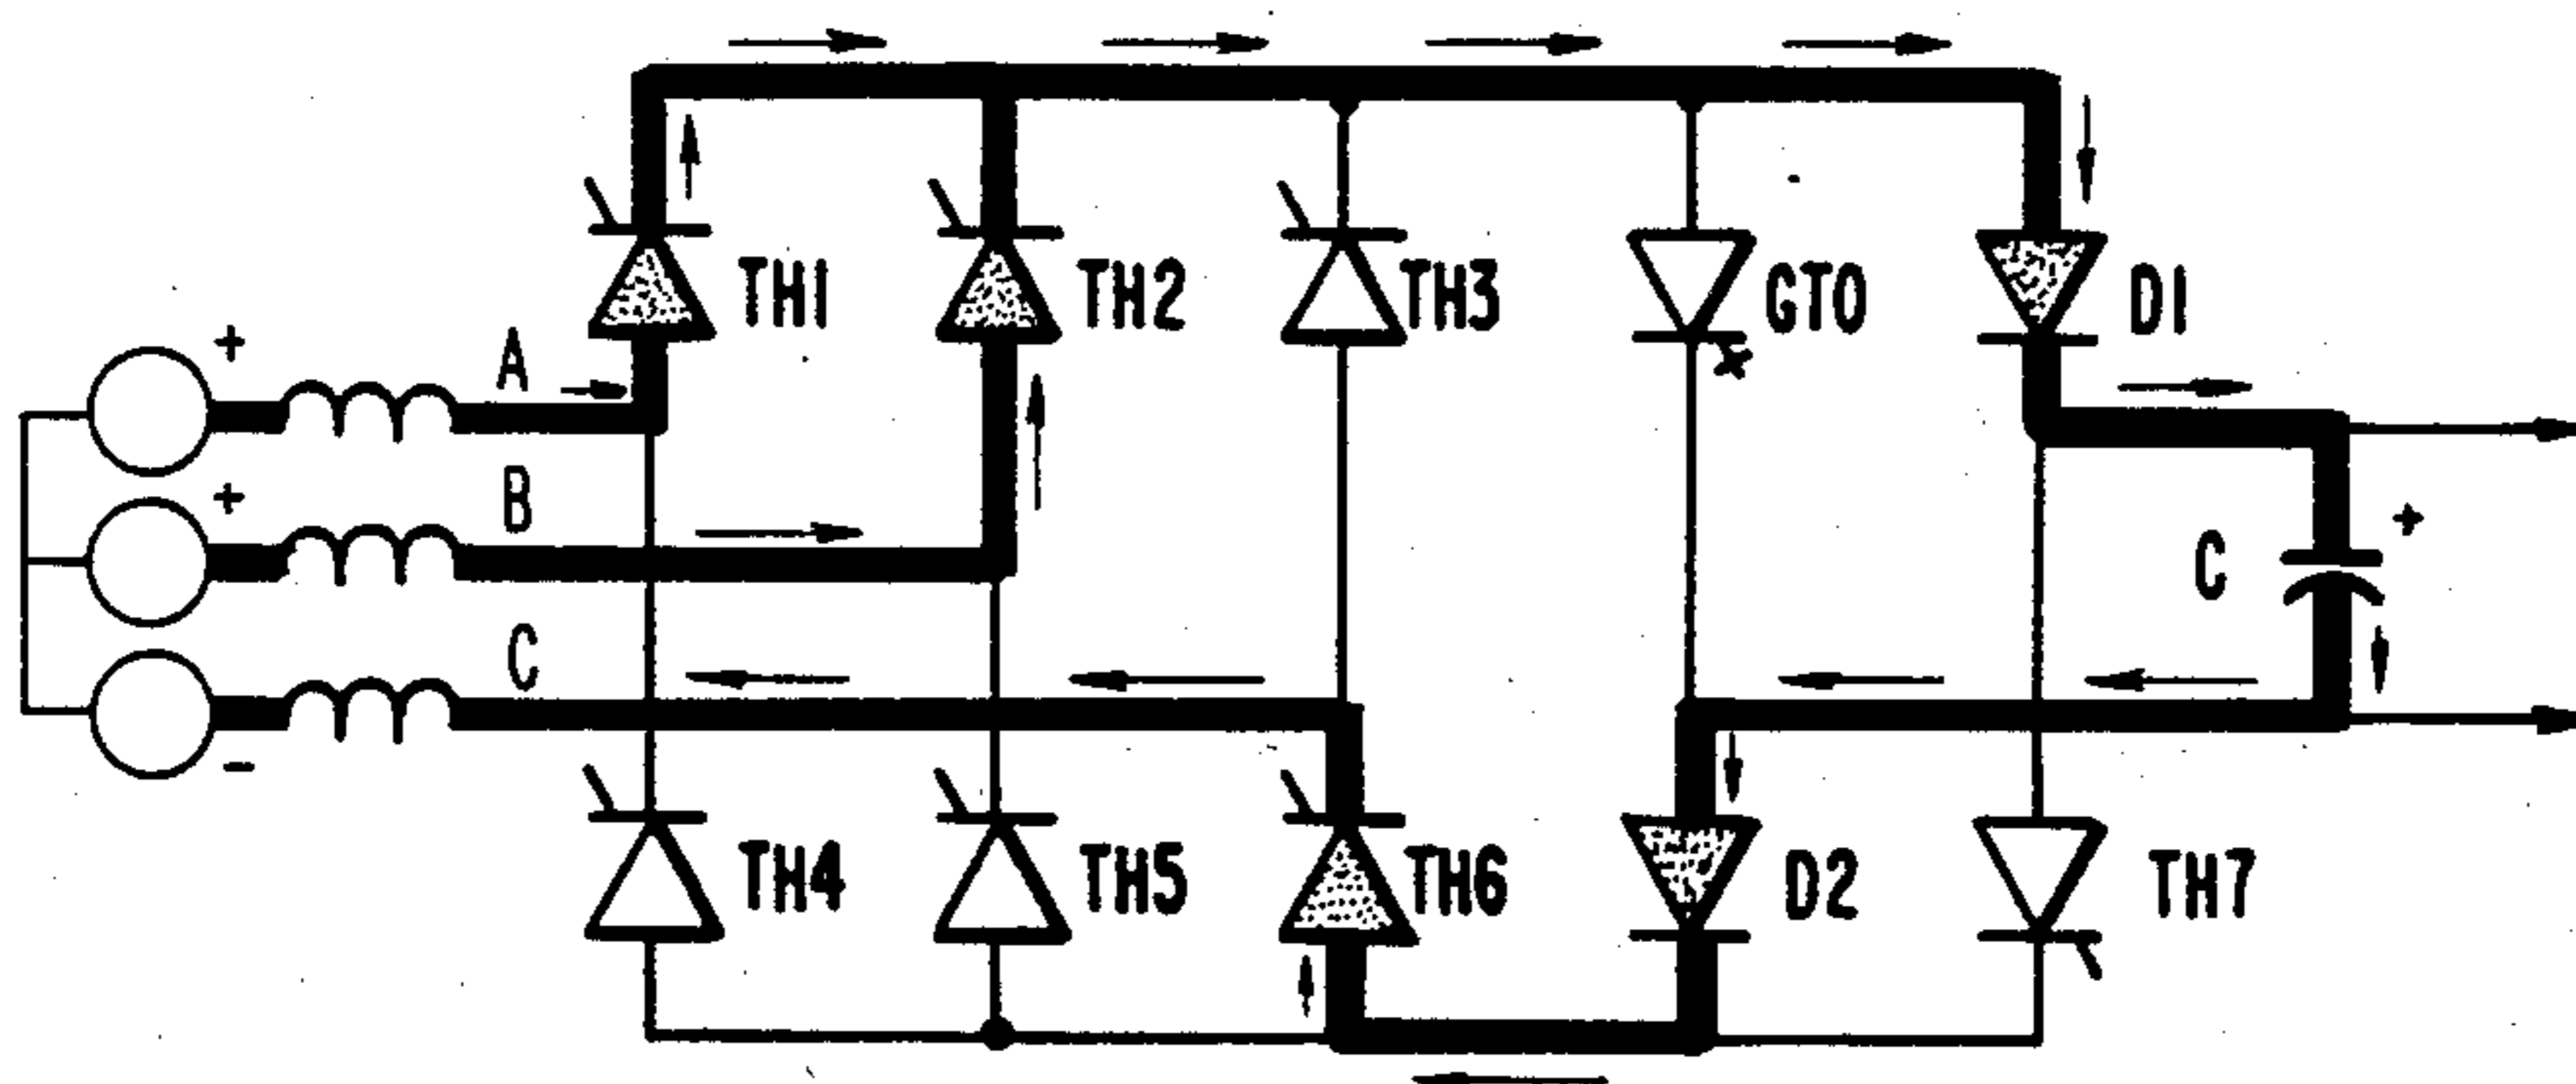 TH1 TH2 TH3 GTO D1
+ A
+ B
+
C
C
-
TH4 TH5 TH6 D2 TH7